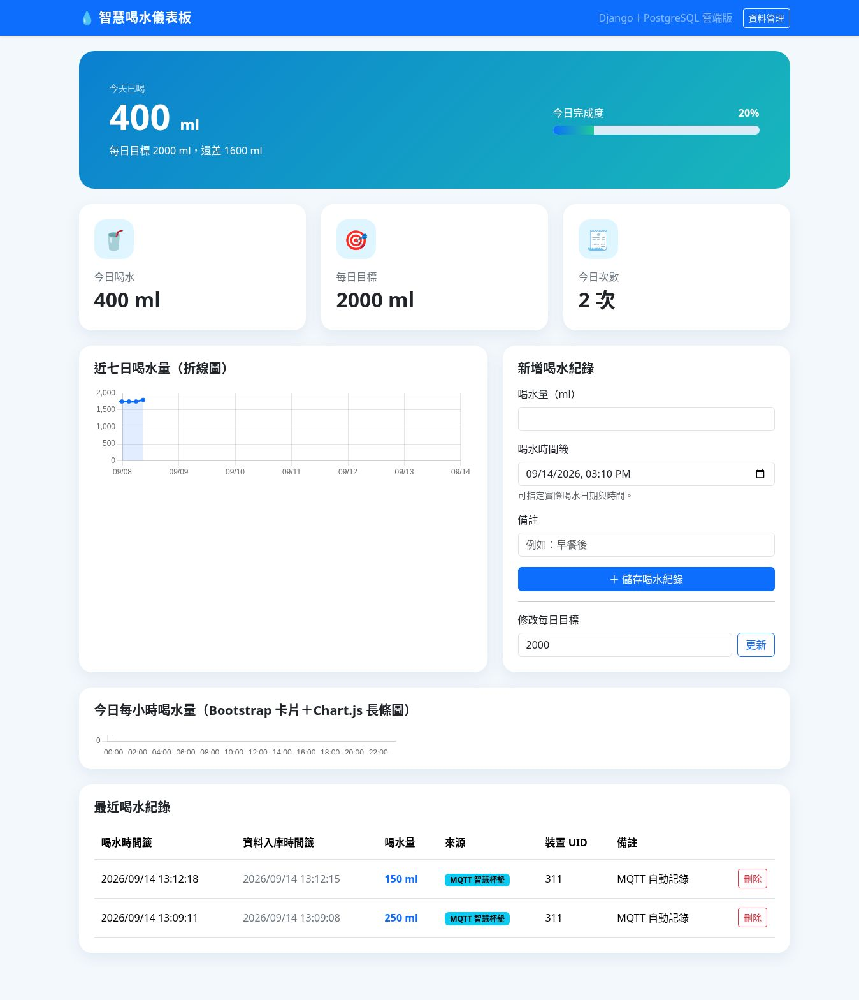 智慧喝水儀表板
Django＋PostgreSQL 雲端版
資料管理
今天已喝
400 ml
每日目標 2000 ml，還差 1600 ml
今日完成度
20%
今日喝水
400 ml
每日目標
2000 ml
今日次數
2 次
近七日喝水量（折線圖）
2,000
1,500
1,000
500
0
09/08 09/09 09/10 09/11 09/12 09/13 09/14
新增喝水紀錄
喝水量（ml）
喝水時間籤
09/14/2026, 03:10 PM
可指定實際喝水日期與時間。
備註
例如：早餐後
＋ 儲存喝水紀錄
修改每日目標
2000
更新
今日每小時喝水量（Bootstrap 卡片＋Chart.js 長條圖）
0
00:00 02:00 04:00 06:00 08:00 10:00 12:00 14:00 16:00 18:00 20:00 22:00
最近喝水紀錄
喝水時間籤 資料入庫時間籤 喝水量 來源 裝置 UID 備註
2026/09/14 13:12:18 2026/09/14 13:12:15 150 ml MQTT 智慧杯墊 311 MQTT 自動記錄 刪除
2026/09/14 13:09:11 2026/09/14 13:09:08 250 ml MQTT 智慧杯墊 311 MQTT 自動記錄 刪除